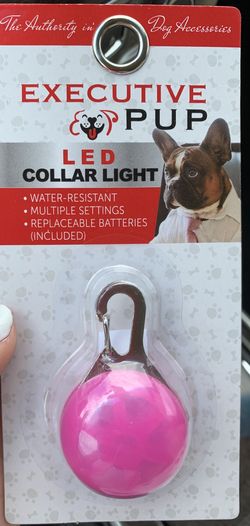 The Authority in Dog Accessories
EXECUTIVE
PUP
LED
COLLAR LIGHT
• WATER-RESISTANT
• MULTIPLE SETTINGS
• REPLACEABLE BATTERIES
(INCLUDED)